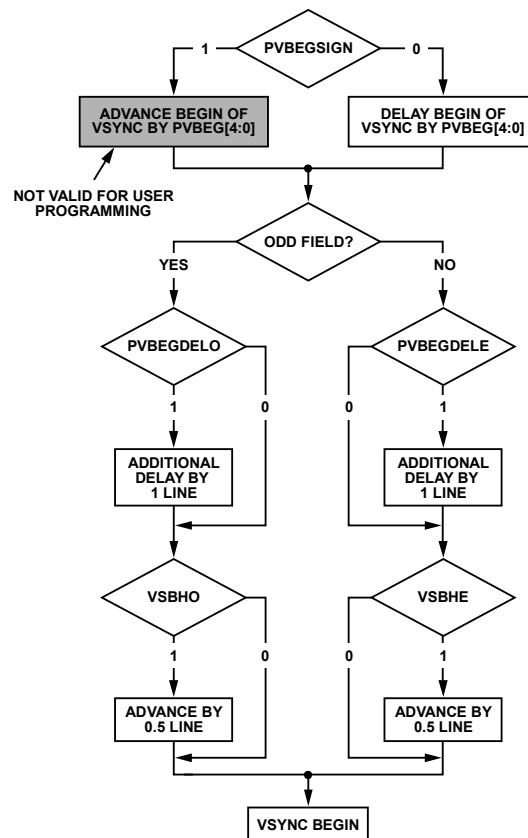 PVBEGSIGN
1
0
ADVANCE BEGIN OF
VSYNC BY PVBEG[4:0]
DELAY BEGIN OF
VSYNC BY PVBEG[4:0]
NOT VALID FOR USER
PROGRAMMING
ODD FIELD?
YES
NO
PVBEGDELO
PVBEGDELE
1
0
0
1
ADDITIONAL
DELAY BY
1 LINE
ADDITIONAL
DELAY BY
1 LINE
VSBHO
VSBHE
1
0
0
1
ADVANCE BY
0.5 LINE
ADVANCE BY
0.5 LINE
VSYNC BEGIN